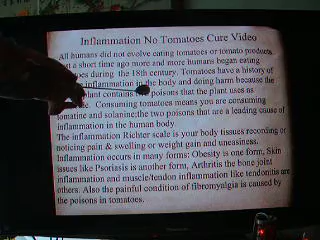 Inflammation No Tomatoes Cure Video
All humans did not evolve eating tomatoes or tomato products
a short time ago more and more humans began eating
during the 18th century. Tomatoes have a history of
inflammation in the body and doing harm because the
plant contains poisons that the plant uses as
Consuming tomatoes means you are consuming
tomatine and solanine;the two poisons that are a leading cause of
inflammation in the human body.
The inflammation Richter scale is your body tissues recording or
noticing pain & swelling or weight gain and uneasiness.
Inflammation occurs in many forms: Obesity is one form, Skin
issues like Psoriasis is another form, Arthritis the bone joint
inflammation and muscle/tendon inflammation like tendonitis are
others. Also the painful condition of fibromyalgia is caused by
the poisons in tomatoes.